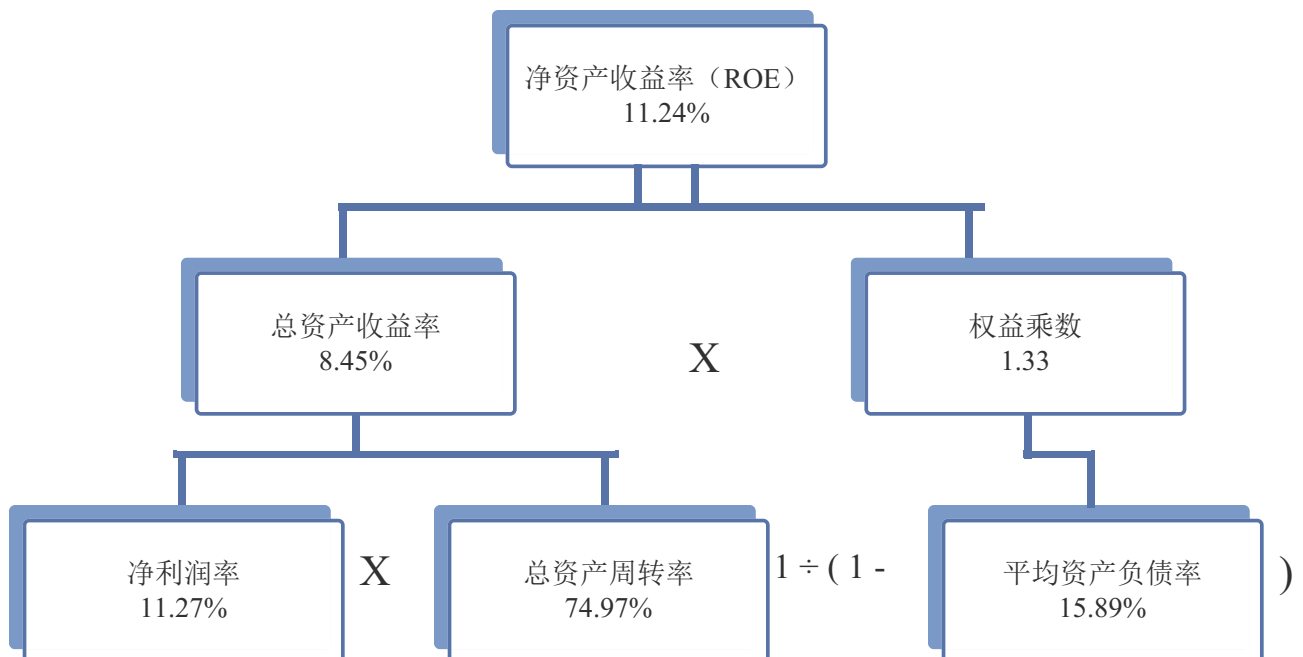 净资产收益率（ROE）
11.24%
总资产收益率
8.45%
X
权益乘数
1.33
净利润率
11.27%
X
总资产周转率
74.97%
1 ÷ ( 1 -
平均资产负债率
15.89%
)